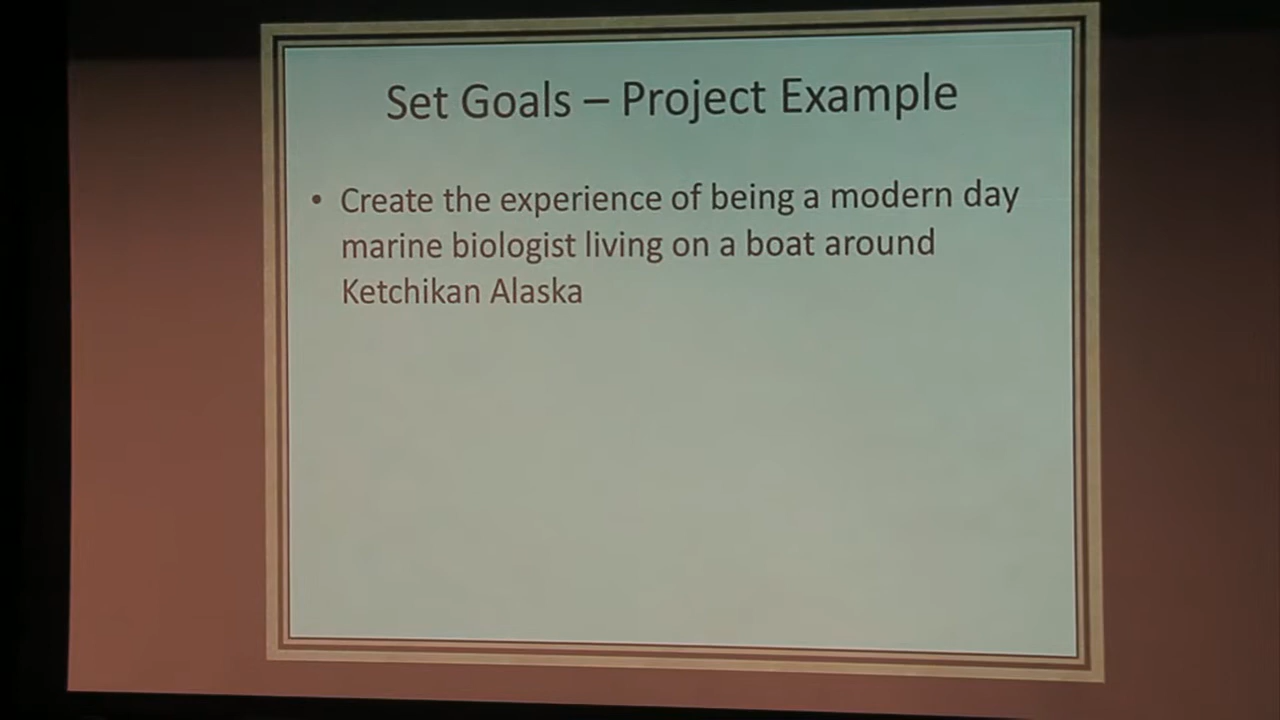 Set Goals – Project Example
• Create the experience of being a modern day
marine biologist living on a boat around
Ketchikan Alaska